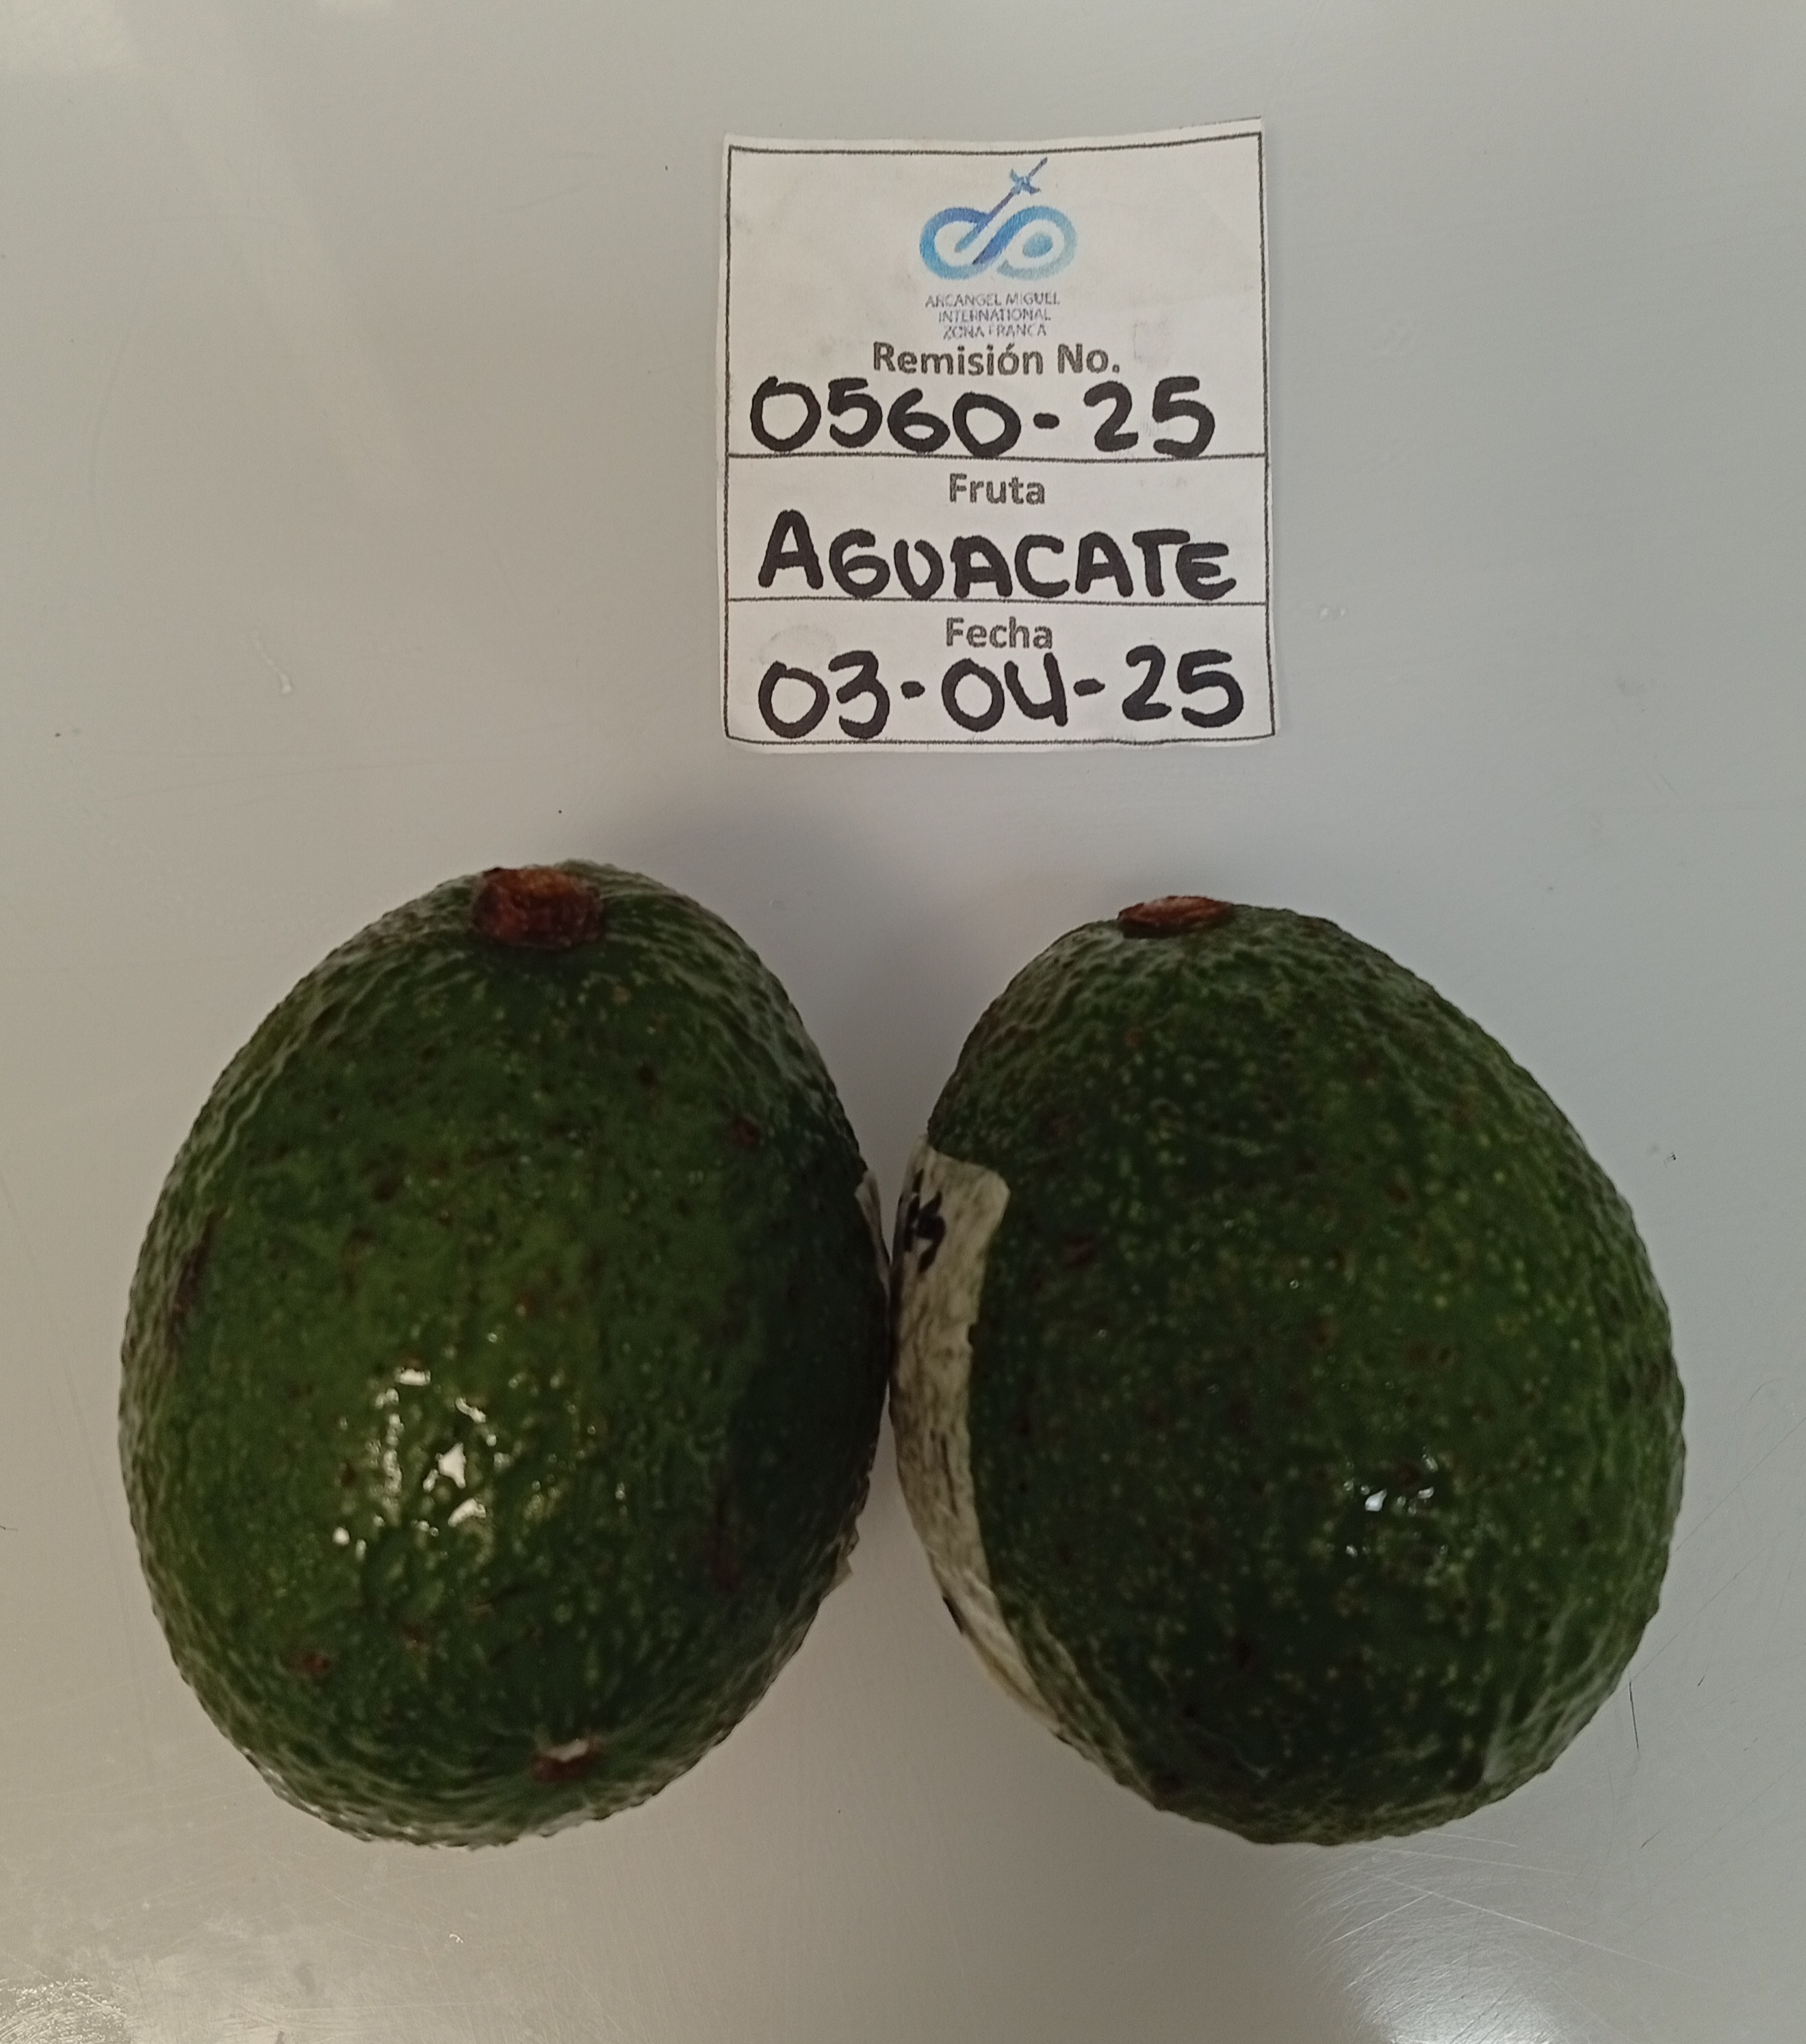 ARCANGEL MIGUEL
INTERNATIONAL
ZONA FRANCA
Remisión No.
0560-25
Fruta
AGUACATE
Fecha
03-04-25